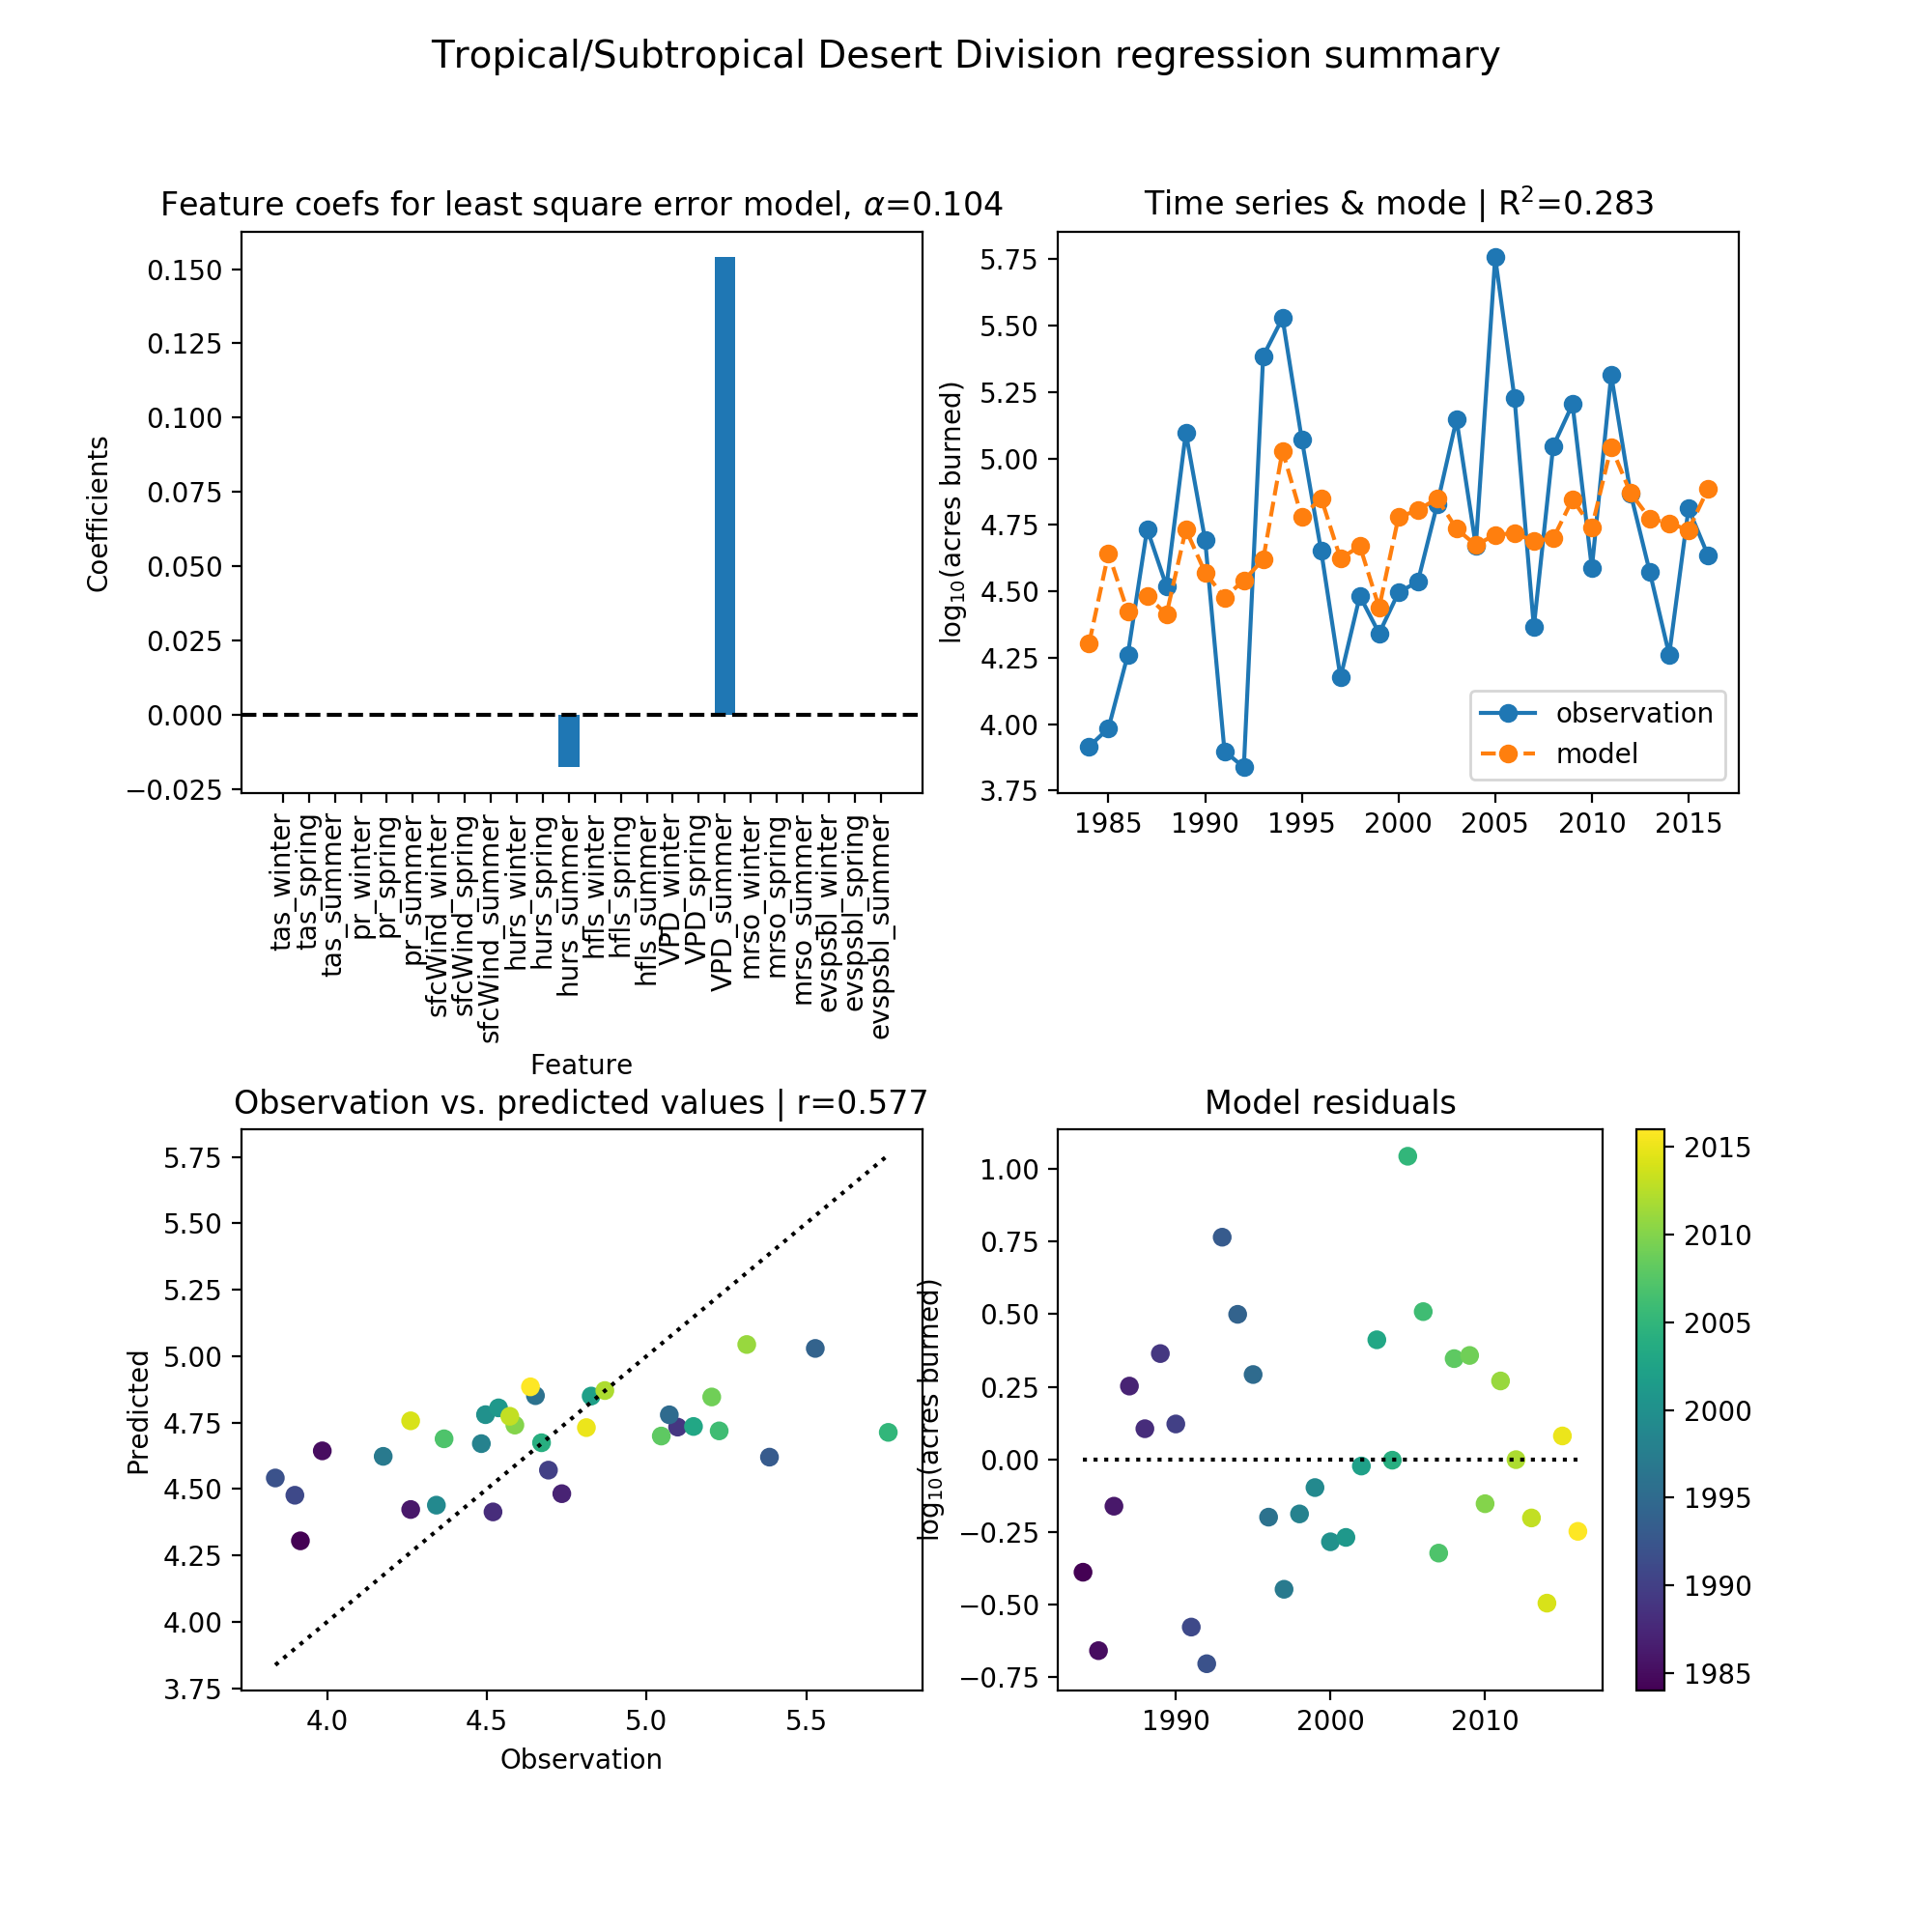 Tropical/Subtropical Desert Division regression summary
Feature coefs for least square error model, α=0.104
0.150
0.125
0.100
0.075
0.050
0.025
0.000
−0.025
Coefficients
tas_winter
tas_spring
tas_summer
pr_winter
pr_spring
pr_summer
sfcWind_winter
sfcWind_spring
sfcWind_summer
hurs_winter
hurs_spring
hurs_summer
hfls_winter
hfls_spring
hfls_summer
VPD_winter
VPD_spring
VPD_summer
mrso_winter
mrso_spring
mrso_summer
evspsbl_winter
evspsbl_spring
evspsbl_summer
Feature
Time series & mode | R²=0.283
5.75
5.50
5.25
5.00
4.75
4.50
4.25
4.00
3.75
log₁₀(acres burned)
observation
model
1985 1990 1995 2000 2005 2010 2015
Observation vs. predicted values | r=0.577
5.75
5.50
5.25
5.00
4.75
4.50
4.25
4.00
3.75
Predicted
4.0 4.5 5.0 5.5
Observation
Model residuals
1.00
0.75
0.50
0.25
0.00
−0.25
−0.50
−0.75
log₁₀(acres burned)
1990 2000 2010
2015
2010
2005
2000
1995
1990
1985